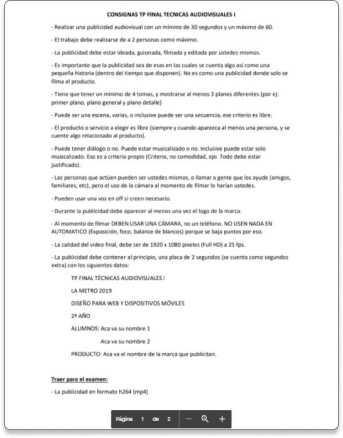 CONSIGNAS TP FINAL TECNICAS AUDIOVISUALES I
- Realizar una publicidad audiovisual con un mínimo de 30 segundos y un máximo de 60.
- El trabajo debe realizarse de a 2 personas como máximo.
- La publicidad debe estar ideada, guionada, filmada y editada por ustedes mismos.
- Es importante que la publicidad sea de esas en las cuales se cuenta algo así como una
pequeña historia (dentro del tiempo que disponen). No es como una publicidad donde solo se
filma el producto.
- Tiene que tener un mínimo de 4 tomas, y mostrarse al menos 3 planos diferentes (por ej:
primer plano, plano general y plano detalle)
- Puede ser una escena, varias, o inclusive puede ser una secuencia, ese criterio es libre.
- El producto o servicio a elegir es libre (siempre y cuando aparezca al menos una persona, y se
cuente algo relacionado al producto).
- Puede tener diálogo o no. Puede estar musicalizado o no. Inclusive puede estar solo
musicalizado. Eso es a criterio propio (Criterio, no comodidad, ojo. Todo debe estar
justificado).
- Las personas que actúen pueden ser ustedes mismos, o llamar a gente que los ayude (amigos,
familiares, etc), pero el uso de la cámara al momento de filmar lo harían ustedes.
- Pueden usar una voz en off si creen necesario.
- Durante la publicidad debe aparecer al menos una vez el logo de la marca.
- Al momento de filmar DEBEN USAR UNA CÁMARA, no un teléfono. NO USEN NADA EN
AUTOMATICO (Exposición, foco, balance de blancos) porque se baja puntos por eso.
- La calidad del video final, debe ser de 1920 x 1080 pixeles (Full HD) a 25 fps.
- La publicidad debe contener al principio, una placa de 2 segundos (se cuenta como segundos
extra) con los siguientes datos:
TP FINAL TÉCNICAS AUDIOVISUALES I
LA METRO 2019
DISEÑO PARA WEB Y DISPOSITIVOS MÓVILES
2º AÑO
ALUMNOS: Aca va su nombre 1
Aca va su nombre 2
PRODUCTO: Aca va el nombre de la marca que publicitan.
Traer para el examen:
- La publicidad en formato h264 (mp4)
Página 1 de 2 — +